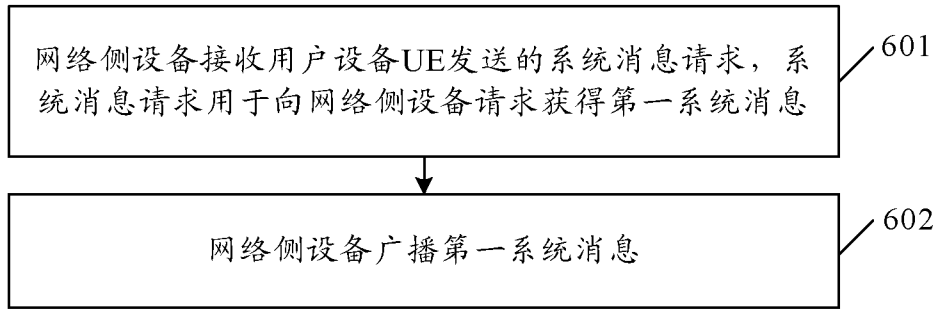 网络侧设备接收用户设备UE发送的系统消息请求，系
统消息请求用于向网络侧设备请求获得第一系统消息
601
网络侧设备广播第一系统消息
602